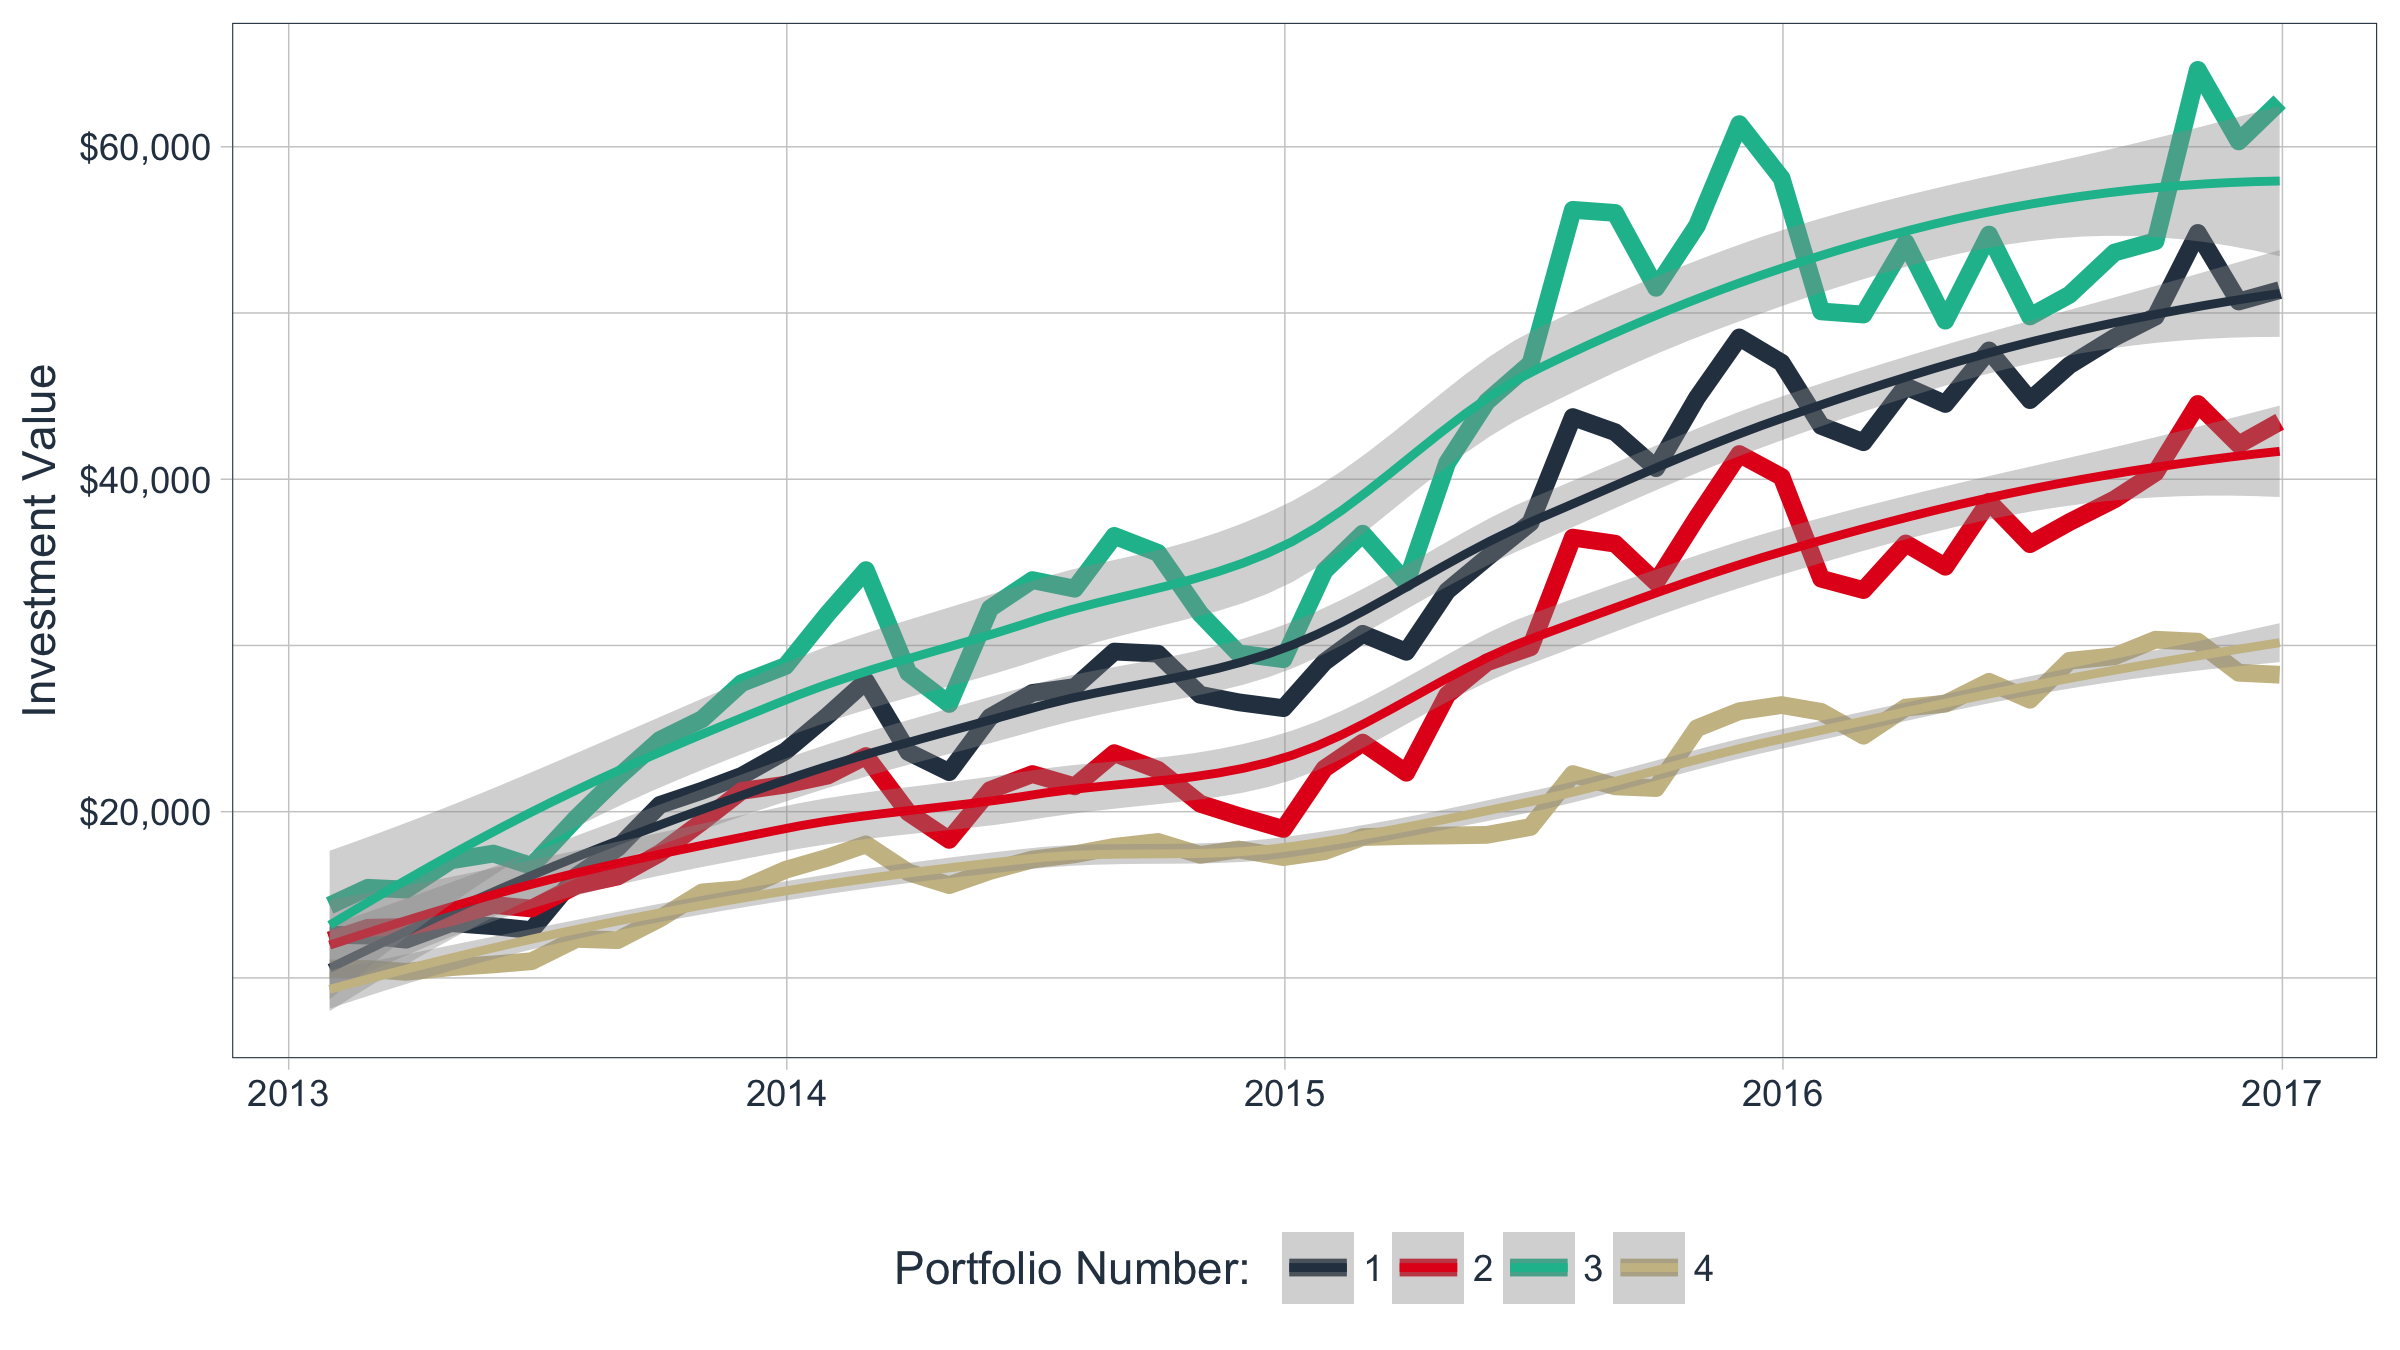 Investment Value
$60,000
$40,000
$20,000
2013 2014 2015 2016 2017
Portfolio Number: 1 2 3 4